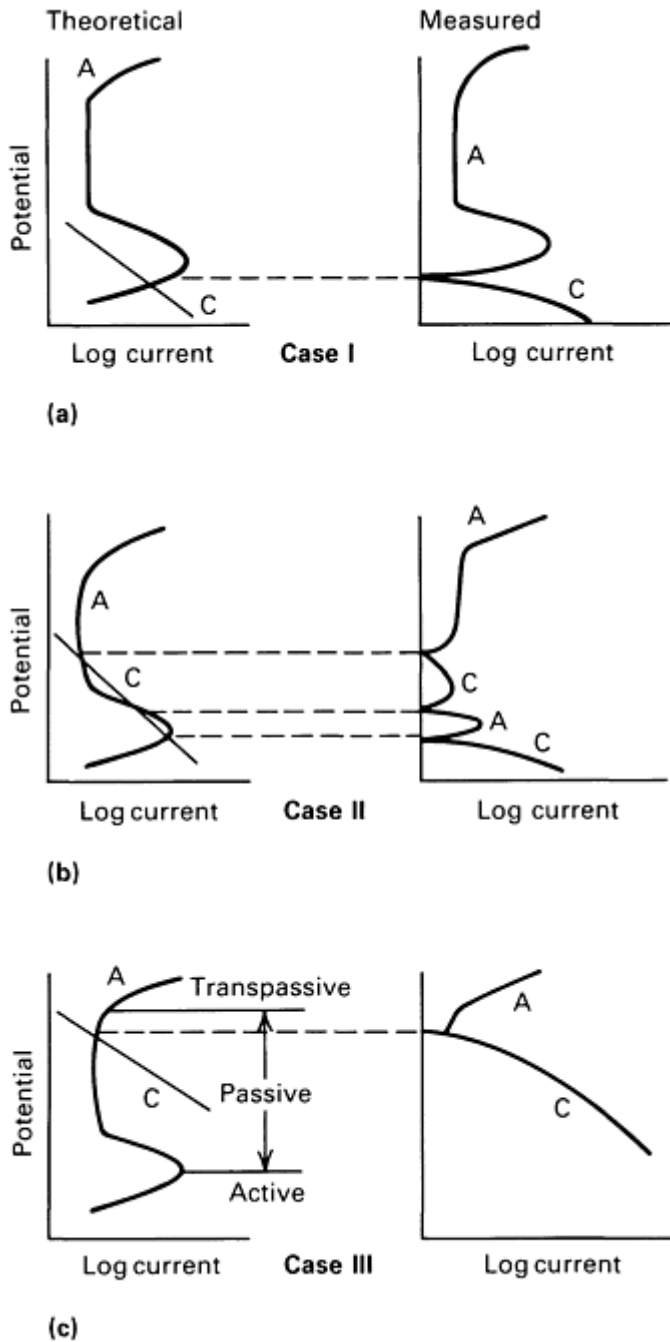 Theoretical
Measured
A
Potential
C
Log current
A
C
Log current
Case I
(a)
Potential
A
C
Log current
A
C
A
C
Log current
Case II
(b)
Potential
A
Transpassive
Passive
C
Active
Log current
A
C
Log current
Case III
(c)